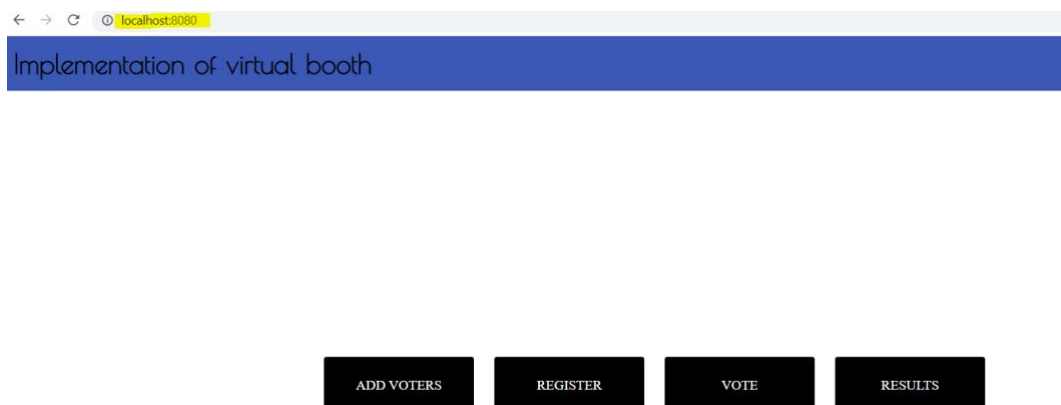 localhost:8080
Implementation of virtual booth
ADD VOTERS REGISTER VOTE RESULTS